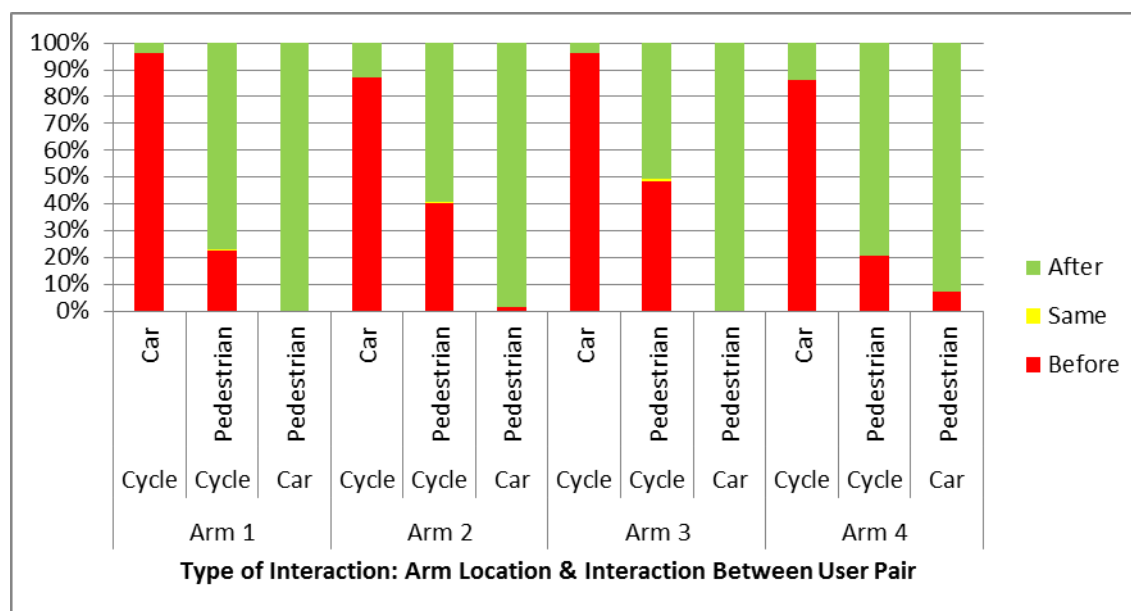 100%
90%
80%
70%
60%
50%
40%
30%
20%
10%
0%
Car Pedestrian Pedestrian Car Pedestrian Pedestrian Car Pedestrian Pedestrian Car Pedestrian Pedestrian
Cycle Cycle Car Cycle Cycle Car Cycle Cycle Car Cycle Cycle Car
Arm 1 Arm 2 Arm 3 Arm 4
Type of Interaction: Arm Location & Interaction Between User Pair
After
Same
Before